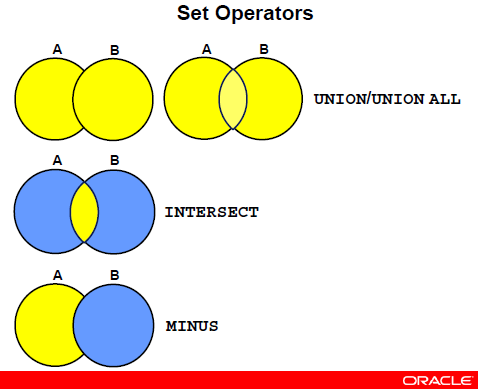 Set Operators
A B A B
UNION/UNION ALL
A B
INTERSECT
A B
MINUS
ORACLE